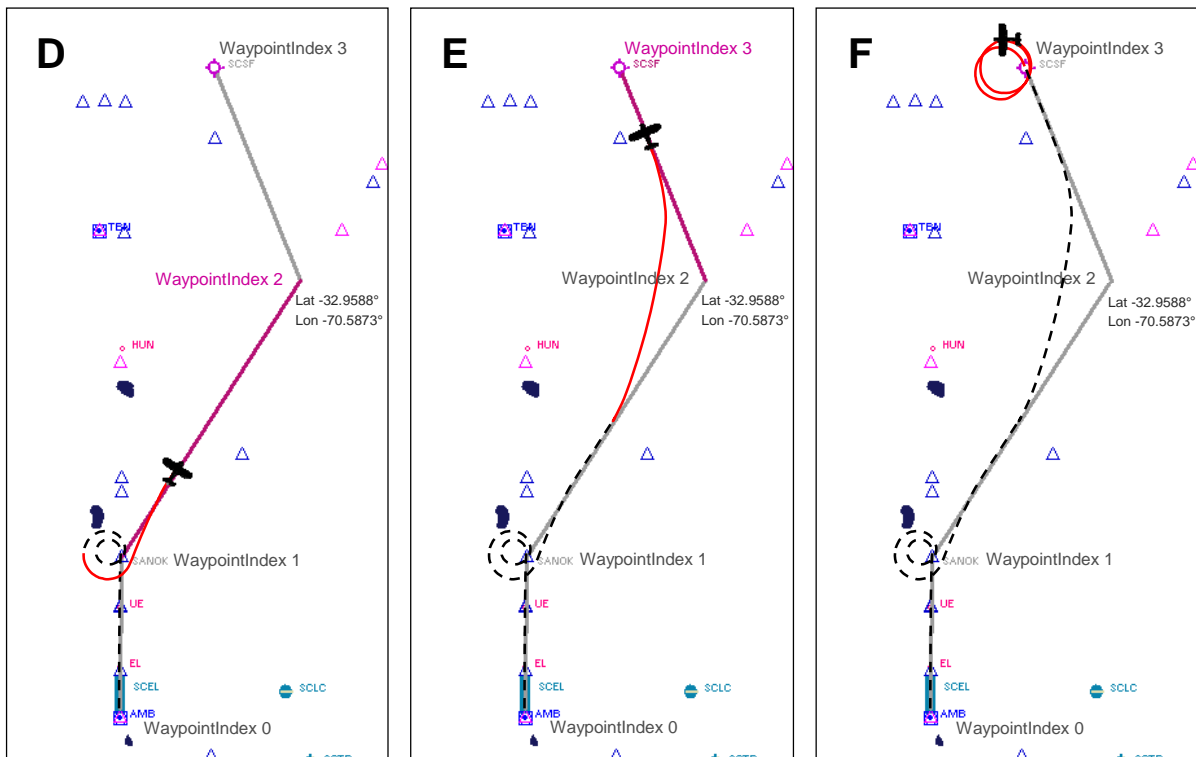 D
WaypointIndex 3
SCSF
TBN
WaypointIndex 2
Lat -32.9588°
Lon -70.5873°
HUN
SANOK
WaypointIndex 1
UE
EL
SCEL
SCLC
AMB
WaypointIndex 0
E
WaypointIndex 3
SCSF
TBN
WaypointIndex 2
Lat -32.9588°
Lon -70.5873°
HUN
SANOK
WaypointIndex 1
UE
EL
SCEL
SCLC
AMB
WaypointIndex 0
F
WaypointIndex 3
SCSF
TBN
WaypointIndex 2
Lat -32.9588°
Lon -70.5873°
HUN
SANOK
WaypointIndex 1
UE
EL
SCEL
SCLC
AMB
WaypointIndex 0